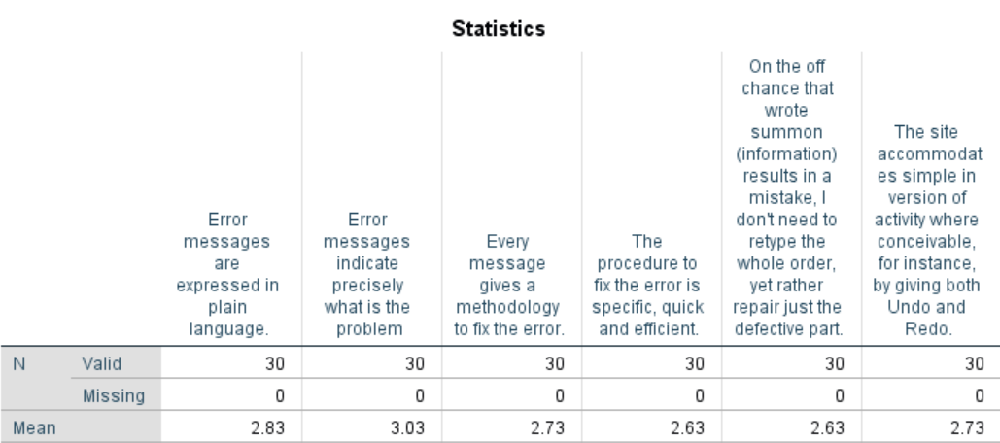 Statistics
Error
messages
are
expressed in
plain
language.
Error
messages
indicate
precisely
what is the
problem
Every
message
gives a
methodology
to fix the error.
The
procedure to
fix the error is
specific, quick
and efficient.
On the off
chance that
wrote
summon
(information)
results in a
mistake, I
don't need to
retype the
whole order,
yet rather
repair just the
defective part.
The site
accommodat
es simple in
version of
activity where
conceivable,
for instance,
by giving both
Undo and
Redo.
N Valid 30 30 30 30 30 30
Missing 0 0 0 0 0 0
Mean 2.83 3.03 2.73 2.63 2.63 2.73